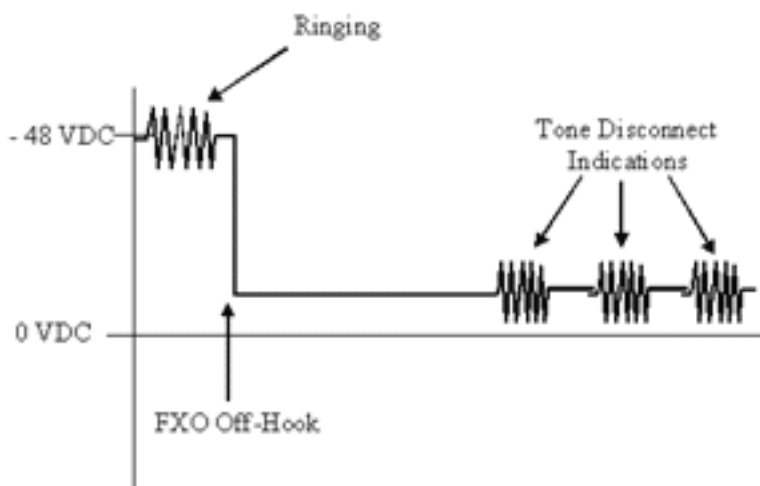 Ringing
- 48 VDC
Tone Disconnect
Indications
0 VDC
FXO Off-Hook